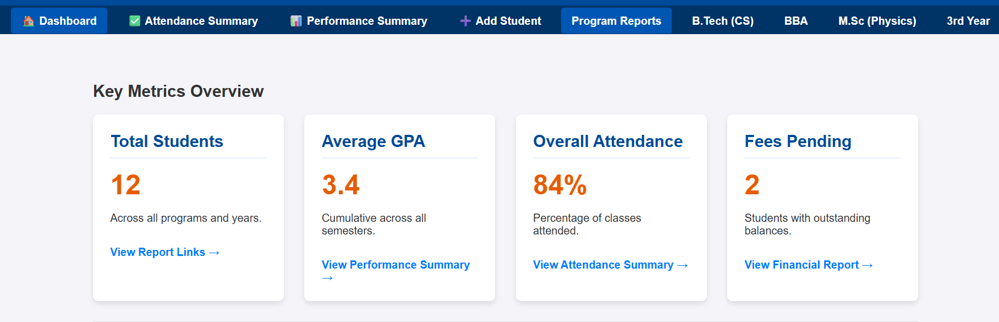 Dashboard
Attendance Summary
Performance Summary
Add Student
Program Reports
B.Tech (CS)
BBA
M.Sc (Physics)
3rd Year
Key Metrics Overview
Total Students
12
Across all programs and years.
View Report Links →
Average GPA
3.4
Cumulative across all
semesters.
View Performance Summary
→
Overall Attendance
84%
Percentage of classes
attended.
View Attendance Summary →
Fees Pending
2
Students with outstanding
balances.
View Financial Report →